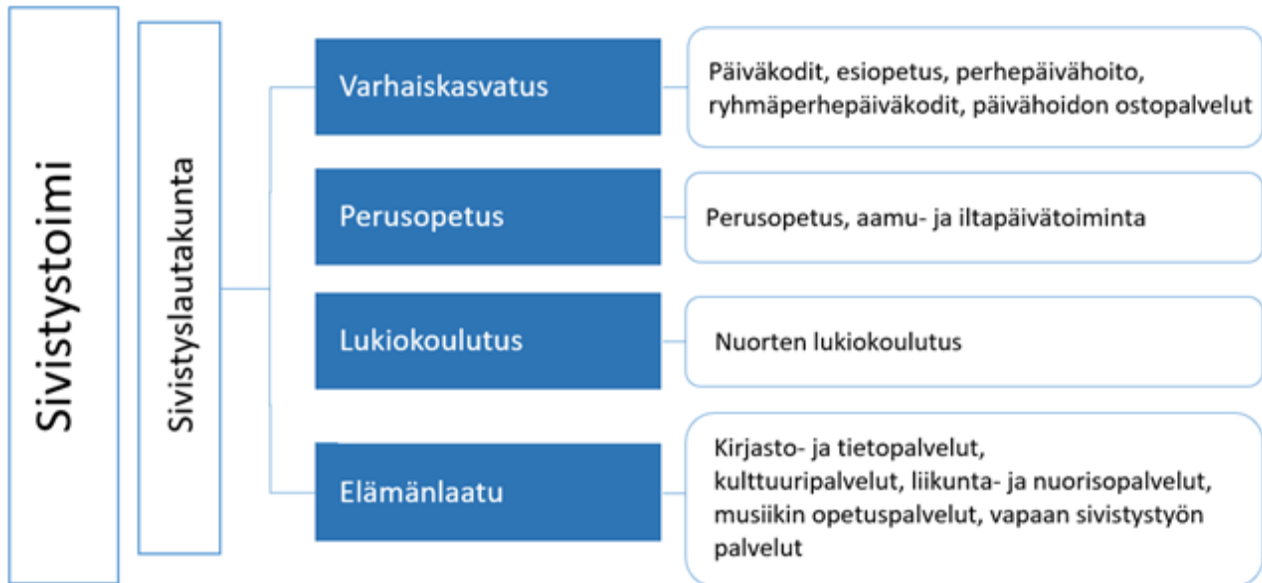 Sivistystoimi
Sivistyslautakunta
Varhaiskasvatus
Päiväkodit, esiopetus, perhepäivähoito,
ryhmäperhepäiväkodit, päivähoidon ostopalvelut
Perusopetus
Perusopetus, aamu- ja iltapäivätoiminta
Lukiokoulutus
Nuorten lukiokoulutus
Elämänlaatu
Kirjasto- ja tietopalvelut,
kulttuuripalvelut, liikunta- ja nuorisopalvelut,
musiikin opetuspalvelut, vapaan sivistystyön
palvelut